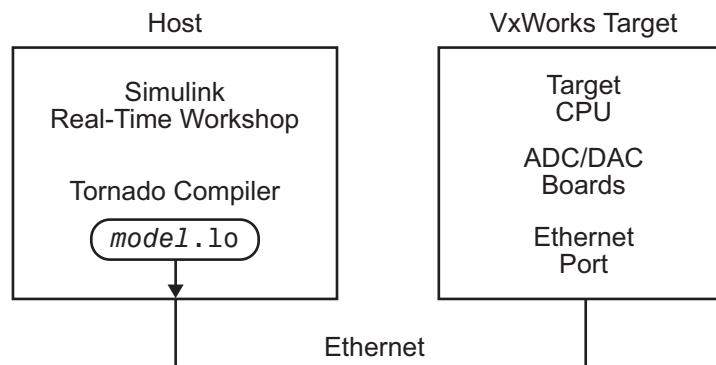 Host
Simulink
Real-Time Workshop
Tornado Compiler
model.lo
VxWorks Target
Target
CPU
ADC/DAC
Boards
Ethernet
Port
Ethernet